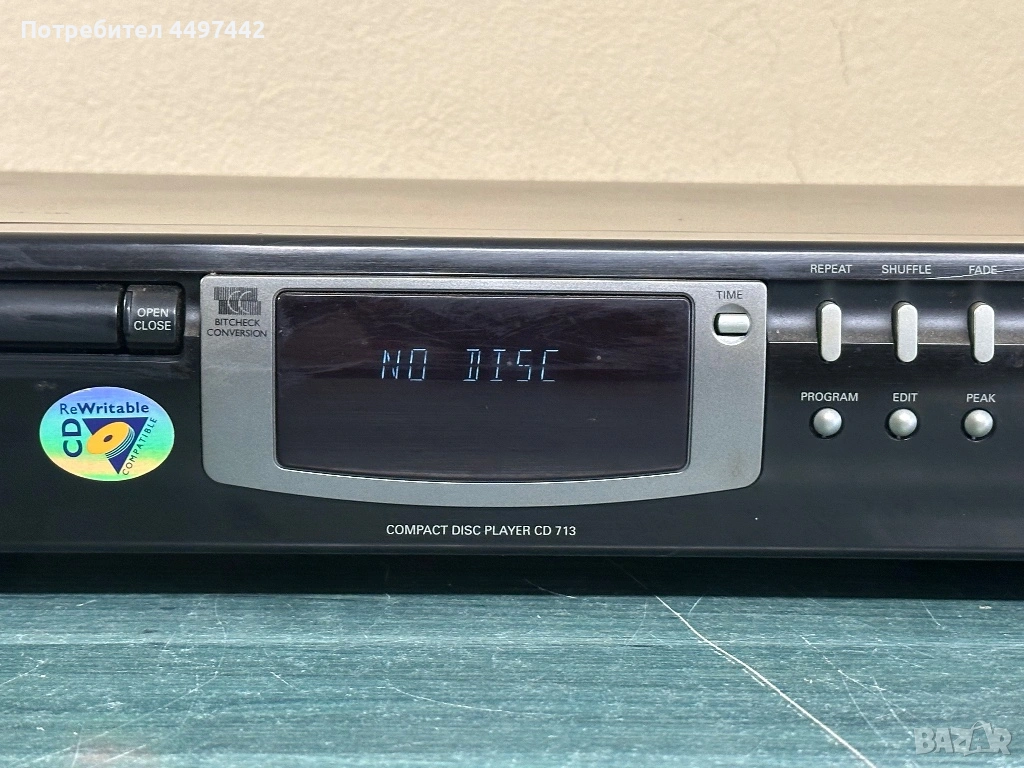 Потребител 4497442
REPEAT SHUFFLE FADE
OPEN
CLOSE
BITCHECK
CONVERSION
TIME
NO DISC
ReWritable
CD
COMPATIBLE
PROGRAM EDIT PEAK
COMPACT DISC PLAYER CD 713
BAZAR